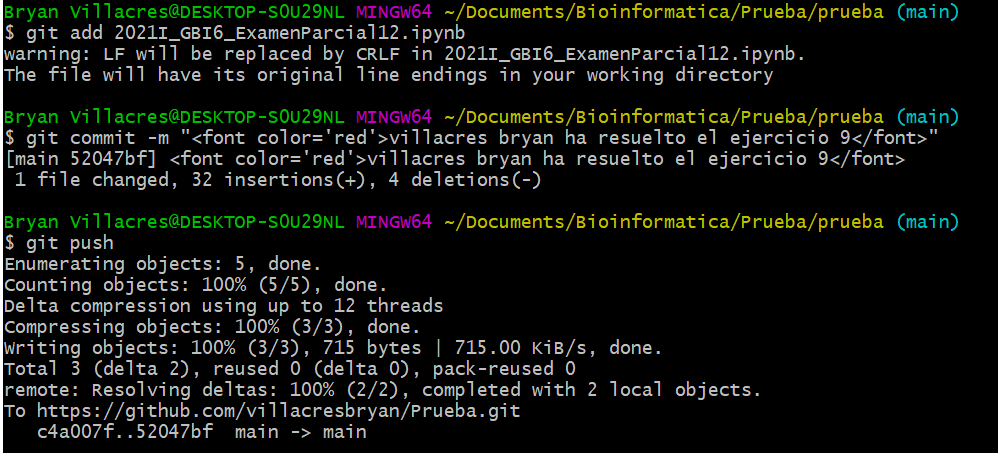 Bryan Villacres@DESKTOP-S0U29NL MINGW64 ~/Documents/Bioinformatica/Prueba/prueba (main)
$ git add 2021I_GBI6_ExamenParcial12.ipynb
warning: LF will be replaced by CRLF in 2021I_GBI6_ExamenParcial12.ipynb.
The file will have its original line endings in your working directory

Bryan Villacres@DESKTOP-S0U29NL MINGW64 ~/Documents/Bioinformatica/Prueba/prueba (main)
$ git commit -m "<font color='red'>villacres bryan ha resuelto el ejercicio 9</font>"
[main 52047bf] <font color='red'>villacres bryan ha resuelto el ejercicio 9</font>
 1 file changed, 32 insertions(+), 4 deletions(-)

Bryan Villacres@DESKTOP-S0U29NL MINGW64 ~/Documents/Bioinformatica/Prueba/prueba (main)
$ git push
Enumerating objects: 5, done.
Counting objects: 100% (5/5), done.
Delta compression using up to 12 threads
Compressing objects: 100% (3/3), done.
Writing objects: 100% (3/3), 715 bytes | 715.00 KiB/s, done.
Total 3 (delta 2), reused 0 (delta 0), pack-reused 0
remote: Resolving deltas: 100% (2/2), completed with 2 local objects.
To https://github.com/villacresbryan/Prueba.git
   c4a007f..52047bf  main -> main